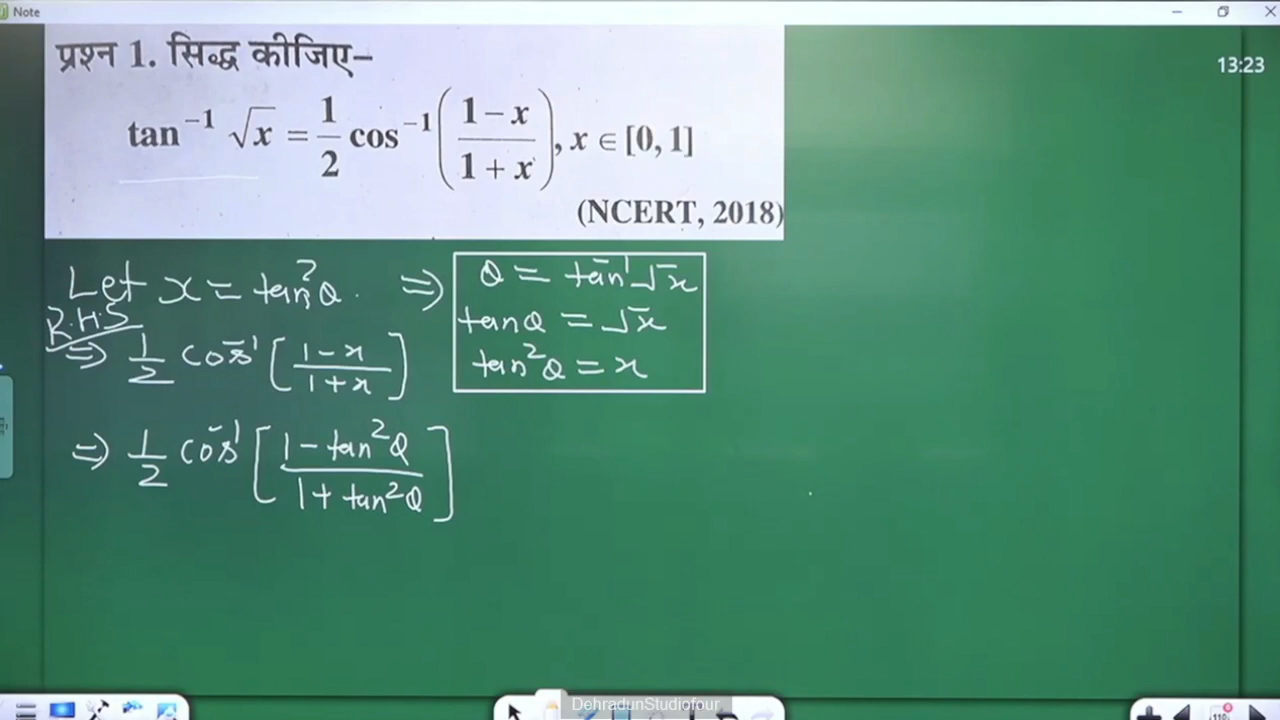 Note
13:23
प्रश्न 1. सिद्ध कीजिए–
tan⁻¹ √x = 1/2 cos⁻¹ ((1 – x)/(1 + x)), x ∈ [0, 1]
(NCERT, 2018)
Let x = tan²θ. ⇒ θ = tan⁻¹√x
tanθ = √x
tan²θ = x
R.H.S
⇒ 1/2 cos⁻¹ [(1 – x)/(1 + x)]
⇒ 1/2 cos⁻¹ [(1 – tan²θ)/(1 + tan²θ)]
DehradunStudiofour